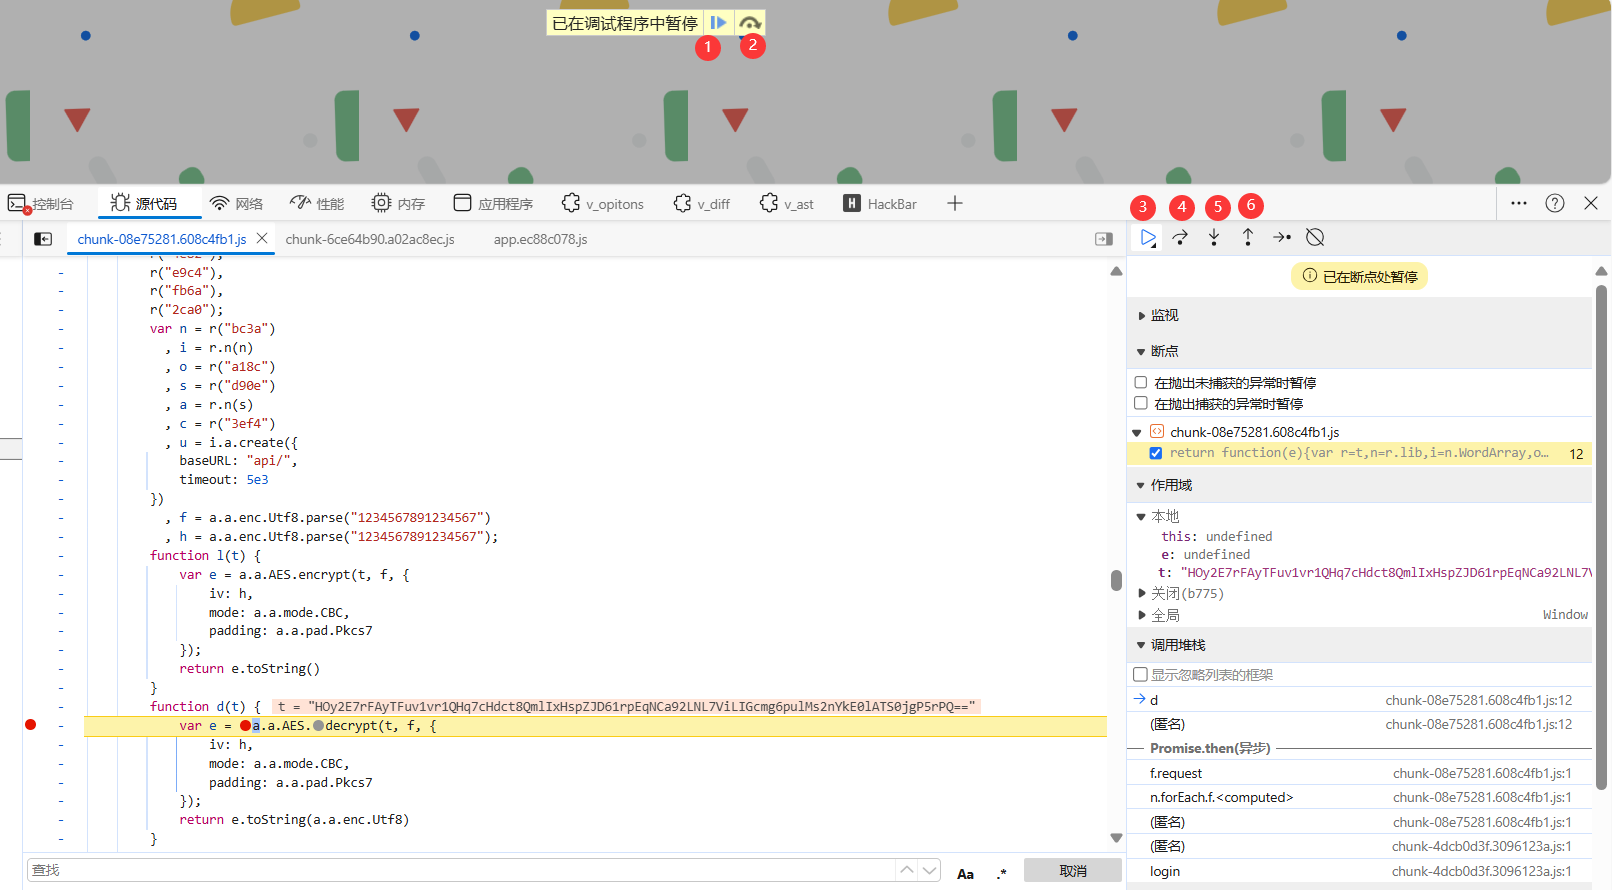 已在调试程序中暂停
1
2
控制台
源代码
网络
性能
内存
应用程序
v_opitons
v_diff
v_ast
H HackBar
3
4
5
6
chunk-08e75281.608c4fb1.js
chunk-6ce64b90.a02ac8ec.js
app.ec88c078.js
r("e9c4"),
r("fb6a"),
r("2ca0");
var n = r("bc3a")
, i = r.n(n)
, o = r("a18c")
, s = r("d90e")
, a = r.n(s)
, c = r("3ef4")
, u = i.a.create({
baseURL: "api/",
timeout: 5e3
})
, f = a.a.enc.Utf8.parse("1234567891234567")
, h = a.a.enc.Utf8.parse("1234567891234567");
function l(t) {
var e = a.a.AES.encrypt(t, f, {
iv: h,
mode: a.a.mode.CBC,
padding: a.a.pad.Pkcs7
});
return e.toString()
}
function d(t) { t = "HOy2E7rFAyTFuv1vr1QHq7cHdct8QmlIxHspZJD61rpEqNCa92LNL7ViLIGcmg6pulMs2nYkE0lATS0jgP5rPQ=="
var e = a.a.AES.decrypt(t, f, {
iv: h,
mode: a.a.mode.CBC,
padding: a.a.pad.Pkcs7
});
return e.toString(a.a.enc.Utf8)
}
查找
Aa
.*
取消
已在断点处暂停
监视
断点
在抛出未捕获的异常时暂停
在抛出捕获的异常时暂停
chunk-08e75281.608c4fb1.js
return function(e){var r=t,n=r.lib,i=n.WordArray,o… 12
作用域
本地
this: undefined
e: undefined
t: "HOy2E7rFAyTFuv1vr1QHq7cHdct8QmlIxHspZJD61rpEqNCa92LNL7V
关闭(b775)
全局 Window
调用堆栈
显示忽略列表的框架
d chunk-08e75281.608c4fb1.js:12
(匿名) chunk-08e75281.608c4fb1.js:12
Promise.then(异步)
f.request chunk-08e75281.608c4fb1.js:1
n.forEach.f.<computed> chunk-08e75281.608c4fb1.js:1
(匿名) chunk-08e75281.608c4fb1.js:1
(匿名) chunk-4dcb0d3f.3096123a.js:1
login chunk-4dcb0d3f.3096123a.js:1